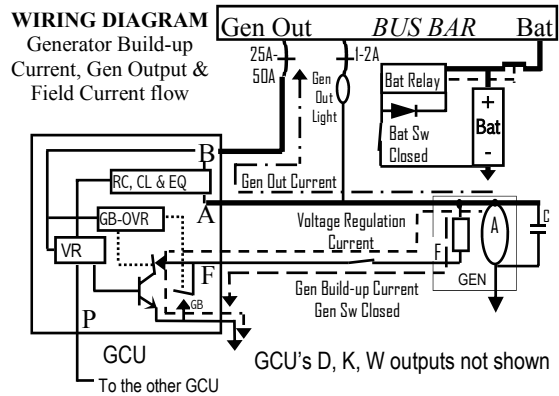 WIRING DIAGRAM
Generator Build-up
Current, Gen Output &
Field Current flow
Gen Out BUS BAR Bat
25A-
50A
1-2A
Gen
Out
Light
Bat Relay
Bat Sw
Closed
+
Bat
-
B
RC, CL & EQ
A
Gen Out Current
GB-OVR
VR
Voltage Regulation
Current
F
F
A
C
GEN
GB
Gen Build-up Current
Gen Sw Closed
P
GCU
GCU's D, K, W outputs not shown
To the other GCU